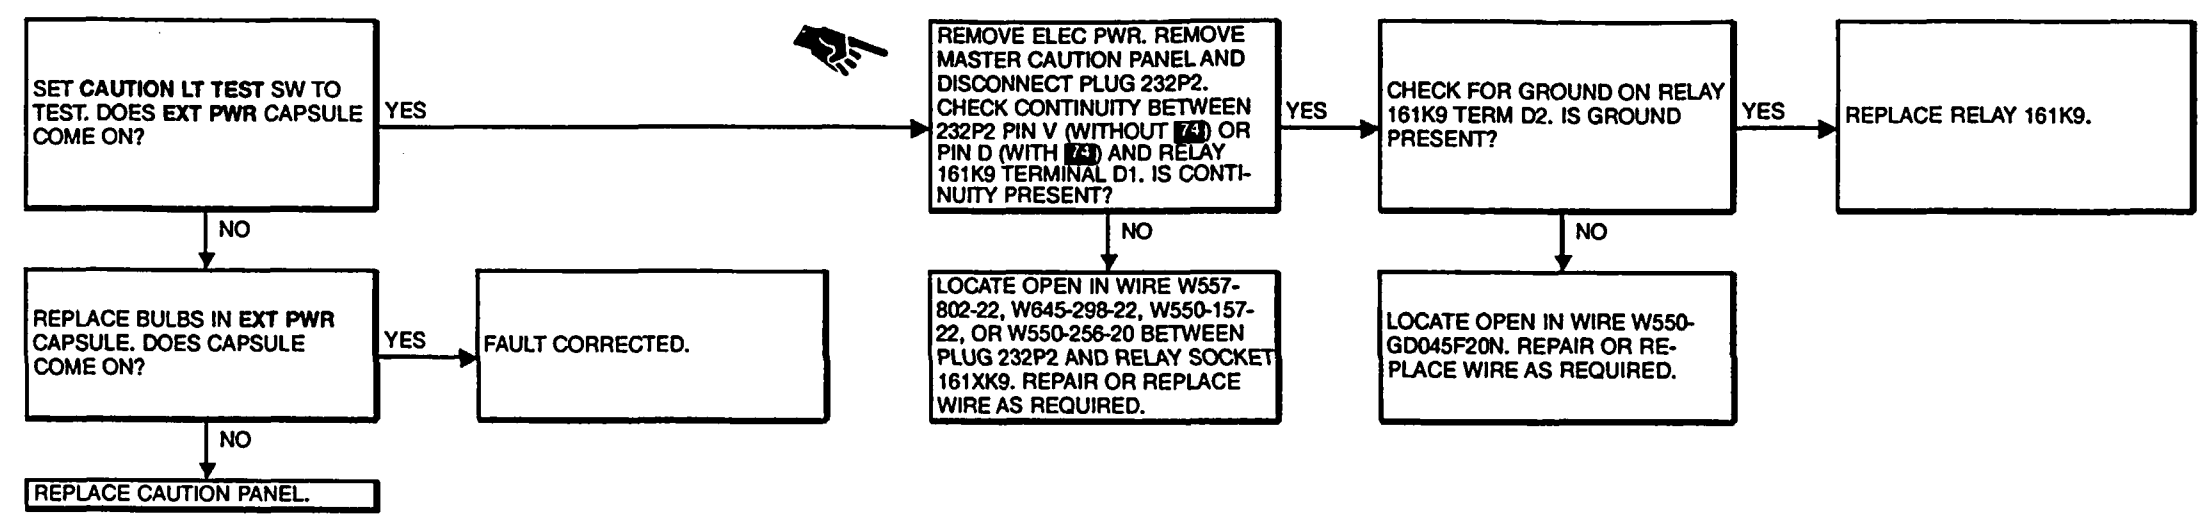 SET CAUTION LT TEST SW TO
TEST. DOES EXT PWR CAPSULE
COME ON?
YES
NO
REPLACE BULBS IN EXT PWR
CAPSULE. DOES CAPSULE
COME ON?
YES
FAULT CORRECTED.
NO
REPLACE CAUTION PANEL.
REMOVE ELEC PWR. REMOVE
MASTER CAUTION PANEL AND
DISCONNECT PLUG 232P2.
CHECK CONTINUITY BETWEEN
232P2 PIN V (WITHOUT 74) OR
PIN D (WITH 74) AND RELAY
161K9 TERMINAL D1. IS CONTI-
NUITY PRESENT?
YES
NO
LOCATE OPEN IN WIRE W557-
802-22, W645-298-22, W550-157-
22, OR W550-256-20 BETWEEN
PLUG 232P2 AND RELAY SOCKET
161XK9. REPAIR OR REPLACE
WIRE AS REQUIRED.
CHECK FOR GROUND ON RELAY
161K9 TERM D2. IS GROUND
PRESENT?
YES
NO
LOCATE OPEN IN WIRE W550-
GD045F20N. REPAIR OR RE-
PLACE WIRE AS REQUIRED.
REPLACE RELAY 161K9.